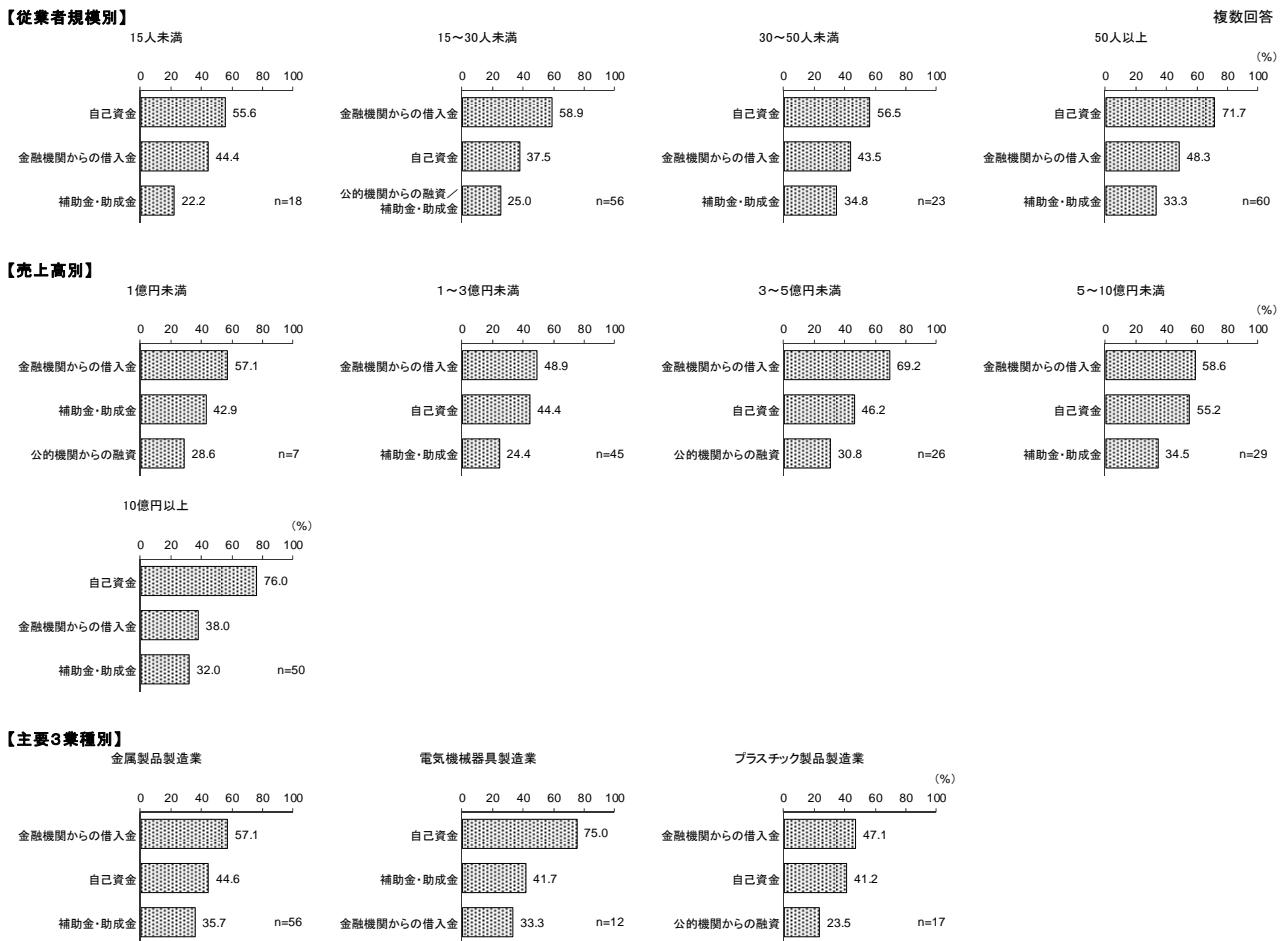 【従業者規模別】
複数回答
15人未満
0 20 40 60 80 100
自己資金 55.6
金融機関からの借入金 44.4
補助金・助成金 22.2 n=18
15～30人未満
0 20 40 60 80 100
金融機関からの借入金 58.9
自己資金 37.5
公的機関からの融資／
補助金・助成金 25.0 n=56
30～50人未満
0 20 40 60 80 100
自己資金 56.5
金融機関からの借入金 43.5
補助金・助成金 34.8 n=23
50人以上
（%）
0 20 40 60 80 100
自己資金 71.7
金融機関からの借入金 48.3
補助金・助成金 33.3 n=60
【売上高別】
1億円未満
0 20 40 60 80 100
金融機関からの借入金 57.1
補助金・助成金 42.9
公的機関からの融資 28.6 n=7
1～3億円未満
0 20 40 60 80 100
金融機関からの借入金 48.9
自己資金 44.4
補助金・助成金 24.4 n=45
3～5億円未満
0 20 40 60 80 100
金融機関からの借入金 69.2
自己資金 46.2
公的機関からの融資 30.8 n=26
5～10億円未満
（%）
0 20 40 60 80 100
金融機関からの借入金 58.6
自己資金 55.2
補助金・助成金 34.5 n=29
10億円以上
（%）
0 20 40 60 80 100
自己資金 76.0
金融機関からの借入金 38.0
補助金・助成金 32.0 n=50
【主要3業種別】
金属製品製造業
0 20 40 60 80 100
金融機関からの借入金 57.1
自己資金 44.6
補助金・助成金 35.7 n=56
電気機械器具製造業
0 20 40 60 80 100
自己資金 75.0
補助金・助成金 41.7
金融機関からの借入金 33.3 n=12
プラスチック製品製造業
（%）
0 20 40 60 80 100
金融機関からの借入金 47.1
自己資金 41.2
公的機関からの融資 23.5 n=17